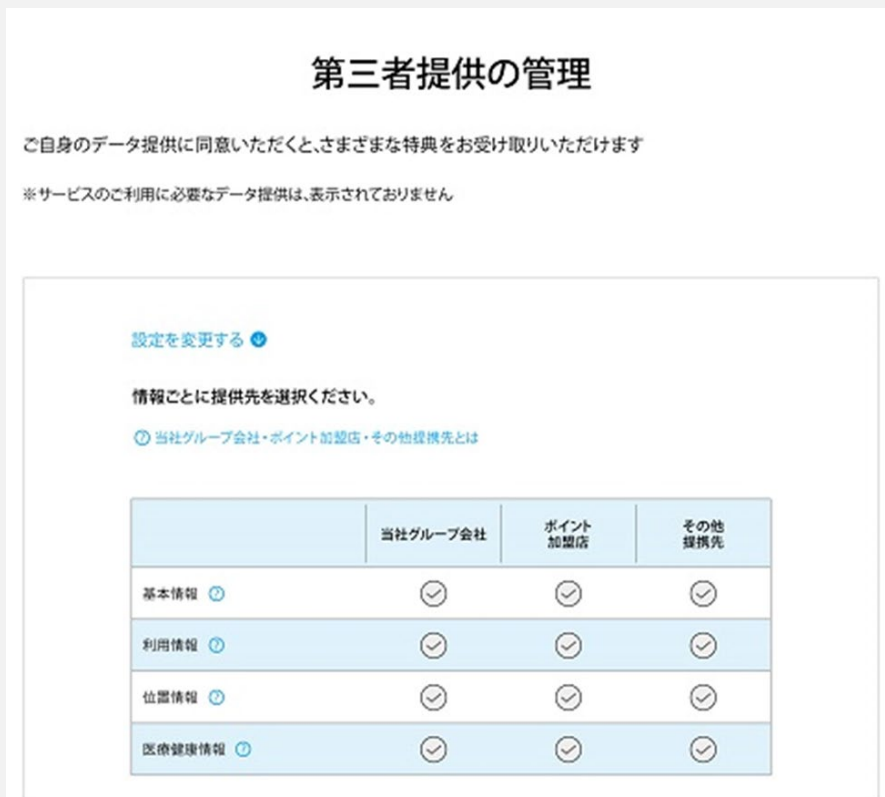 第三者提供の管理
ご自身のデータ提供に同意いただくと、さまざまな特典をお受け取りいただけます
※サービスのご利用に必要なデータ提供は、表示されておりません
設定を変更する
情報ごとに提供先を選択ください。
? 当社グループ会社・ポイント加盟店・その他提携先とは
当社グループ会社
ポイント
加盟店
その他
提携先
基本情報 ?
利用情報 ?
位置情報 ?
医療健康情報 ?